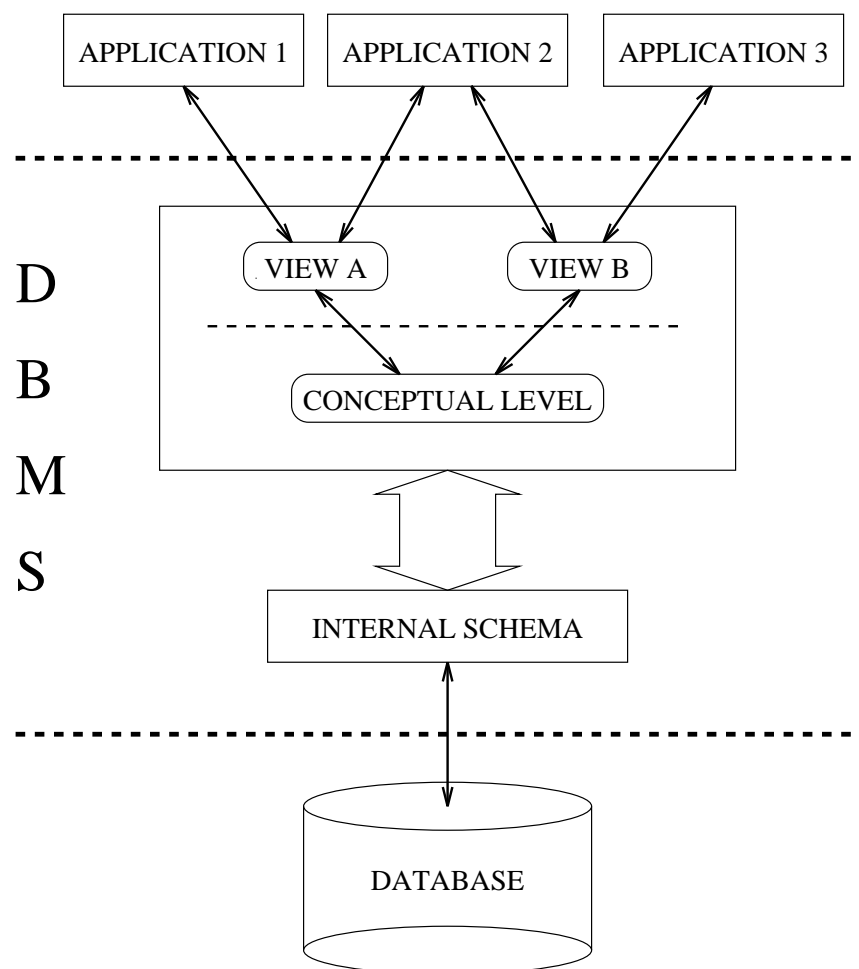 APPLICATION 1
APPLICATION 2
APPLICATION 3
VIEW A
VIEW B
CONCEPTUAL LEVEL
D
B
M
S
INTERNAL SCHEMA
DATABASE